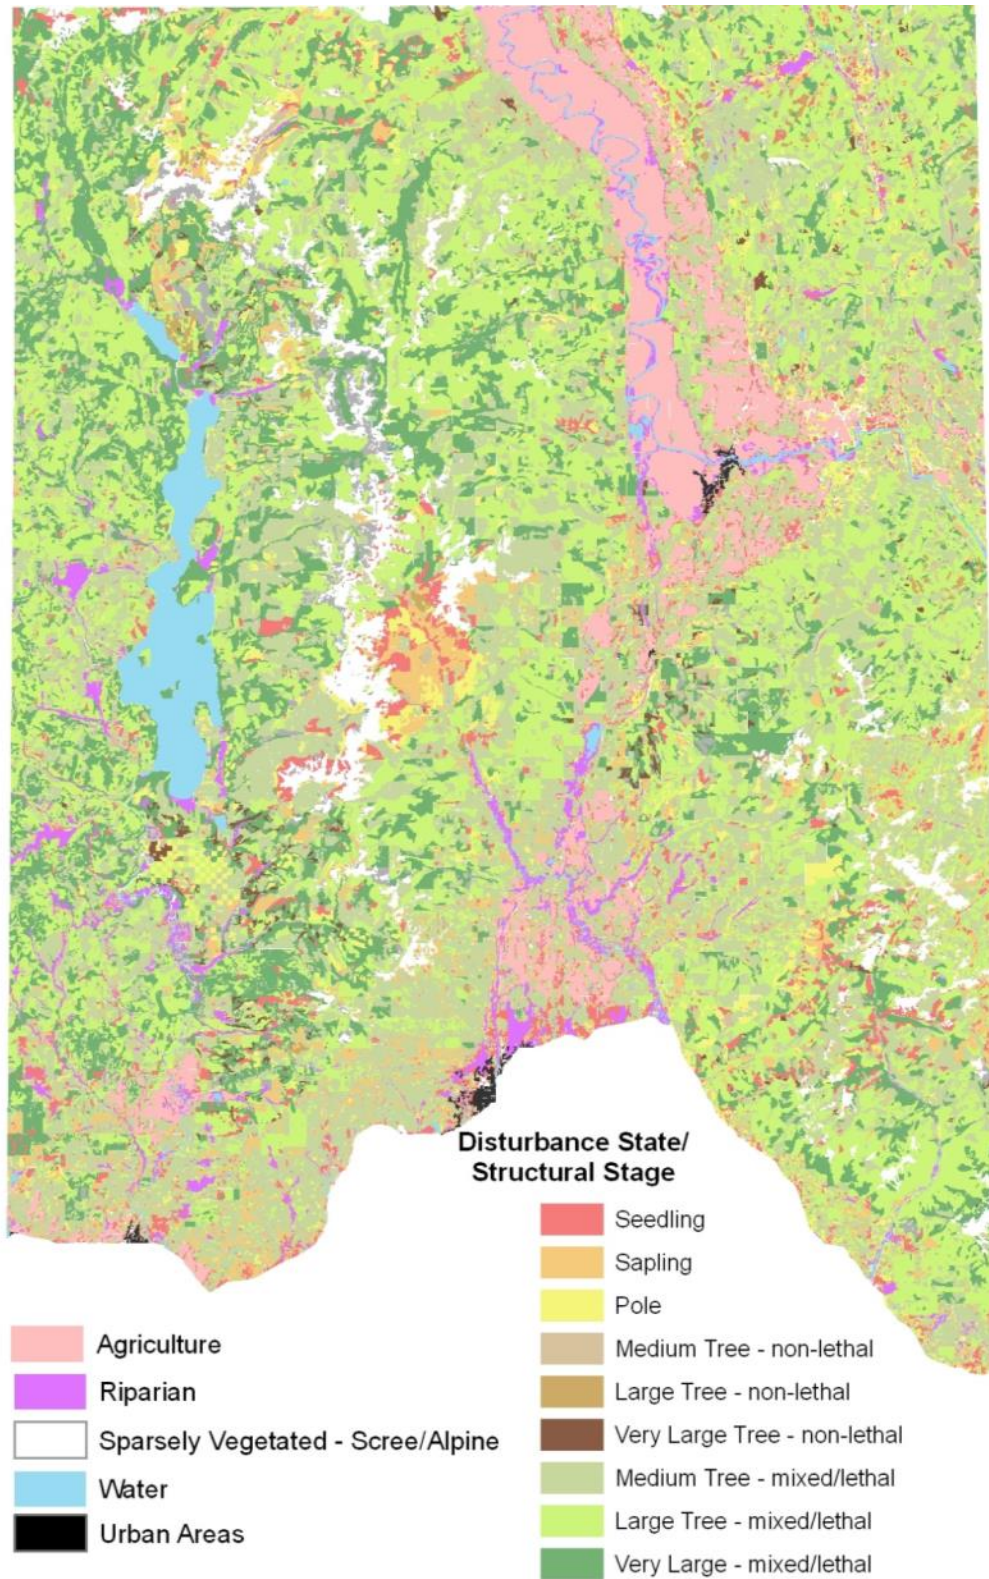 Disturbance State/
Structural Stage
Seedling
Sapling
Pole
Medium Tree - non-lethal
Large Tree - non-lethal
Very Large Tree - non-lethal
Medium Tree - mixed/lethal
Large Tree - mixed/lethal
Very Large - mixed/lethal
Agriculture
Riparian
Sparsely Vegetated - Scree/Alpine
Water
Urban Areas